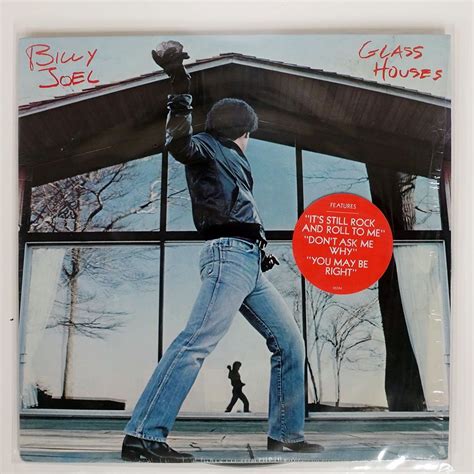 BILLY
JOEL
GLASS
HOUSES
FEATURES
"IT'S STILL ROCK
AND ROLL TO ME"
"DON'T ASK ME
WHY"
"YOU MAY BE
RIGHT"